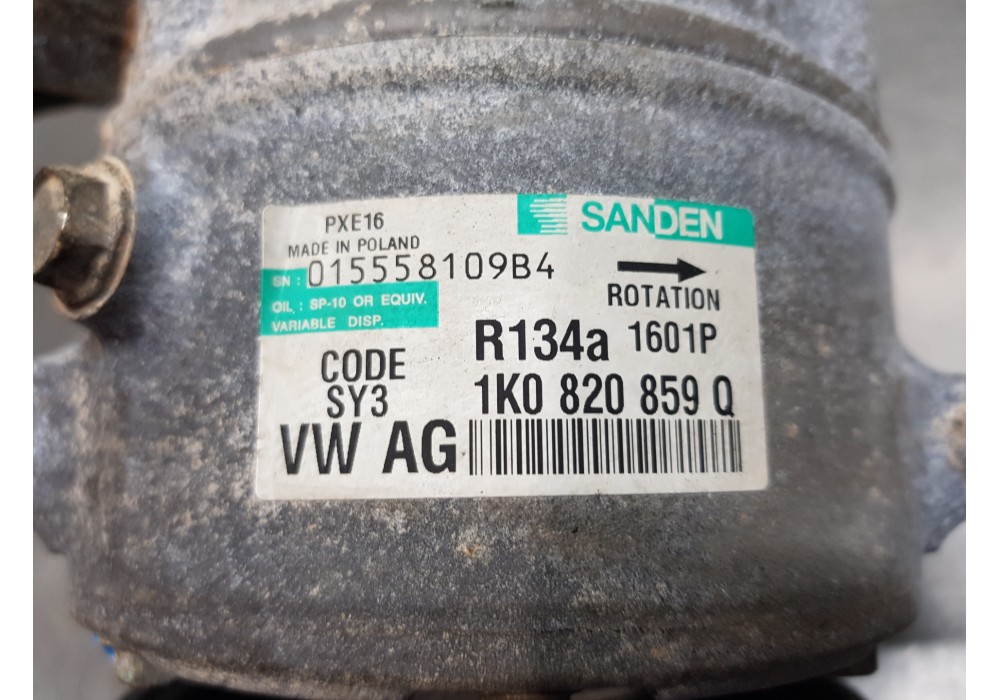 PXE16
SANDEN
MADE IN POLAND
SN : 015558109B4
OIL : SP-10 OR EQUIV.
VARIABLE DISP.
ROTATION
R134a 1601P
CODE
SY3
1K0 820 859 Q
VW AG